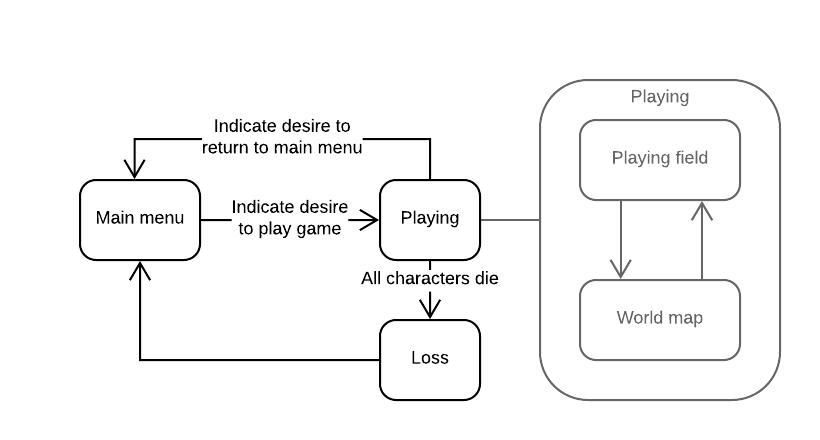 Playing
Indicate desire to
return to main menu
Playing field
Main menu
Indicate desire
to play game
Playing
All characters die
World map
Loss